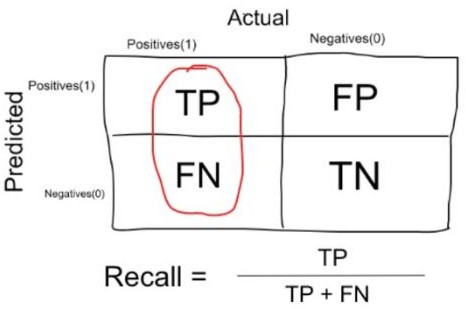 Actual
Positives(1) Negatives(0)
Predicted
Positives(1) TP FP
Negatives(0) FN TN
Recall = TP
TP + FN